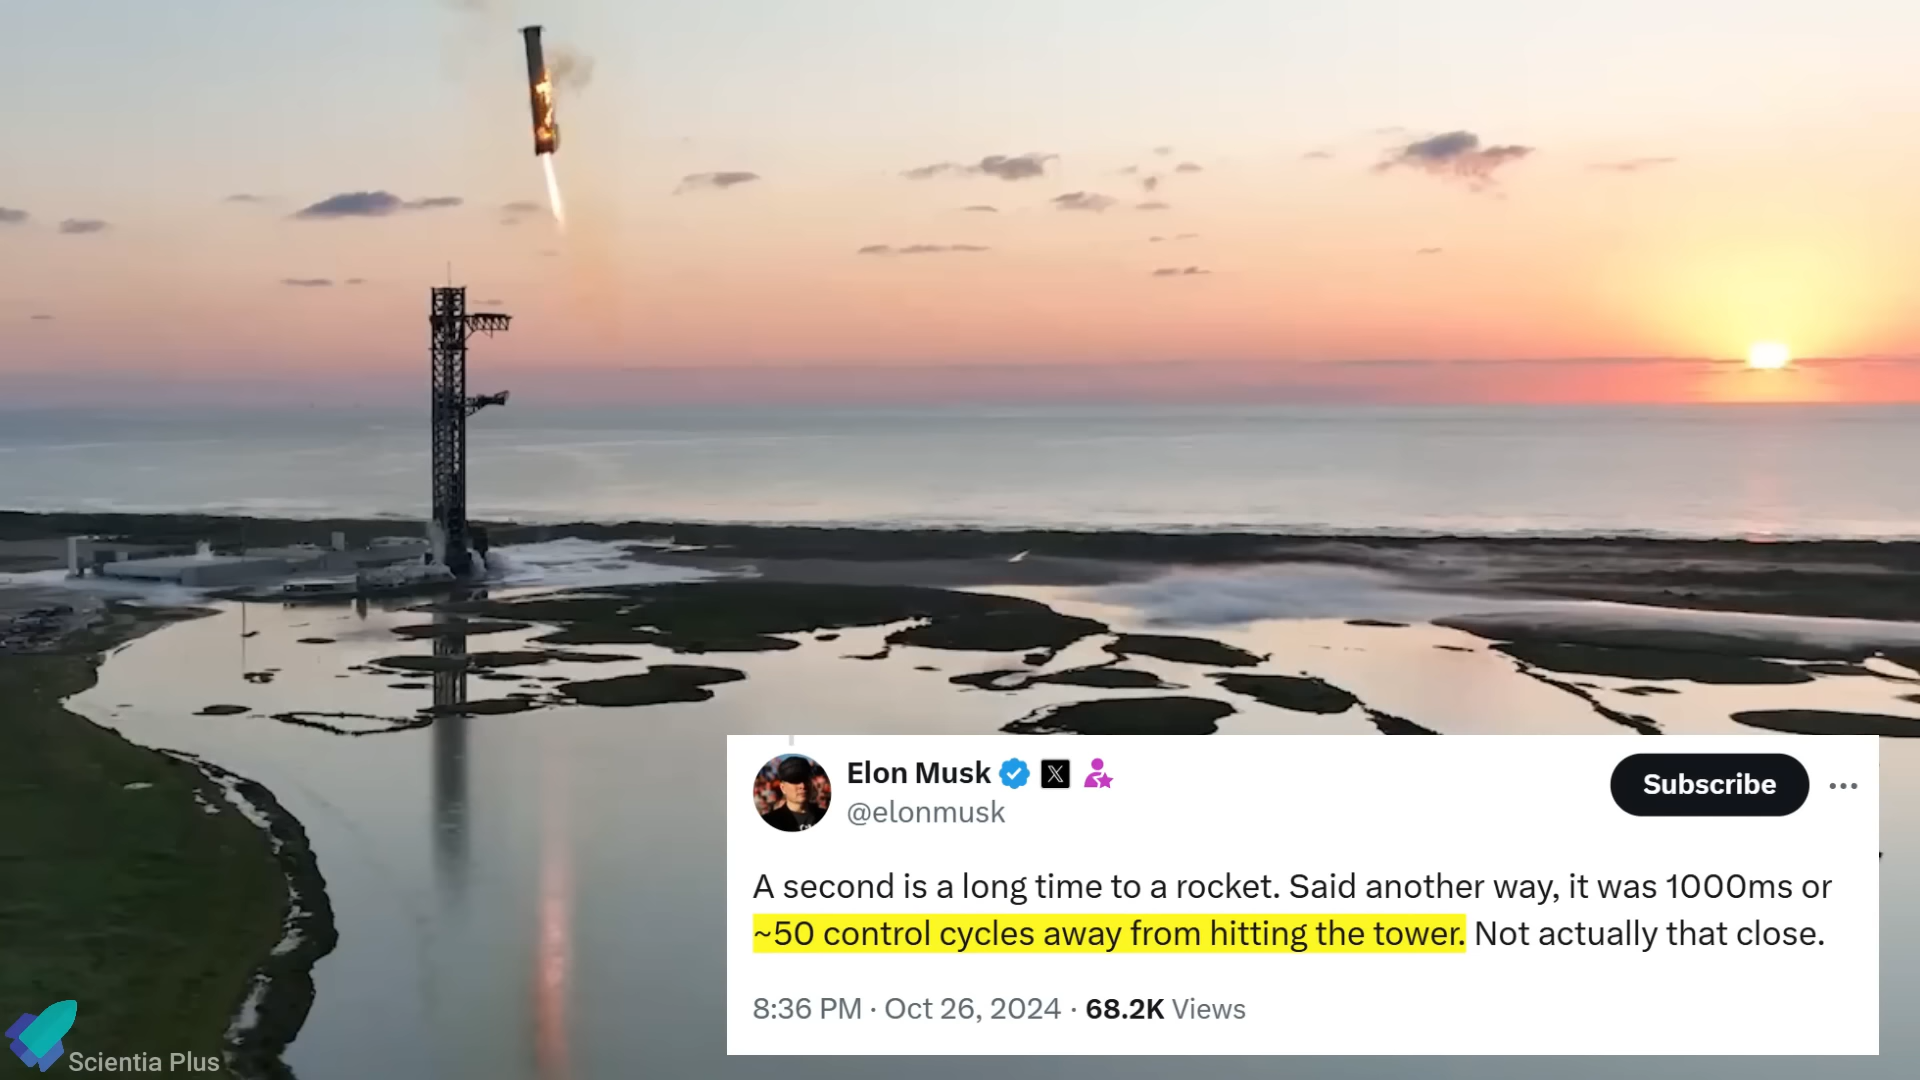 Elon Musk
@elonmusk
Subscribe
A second is a long time to a rocket. Said another way, it was 1000ms or
~50 control cycles away from hitting the tower. Not actually that close.
8:36 PM · Oct 26, 2024 · 68.2K Views
Scientia Plus